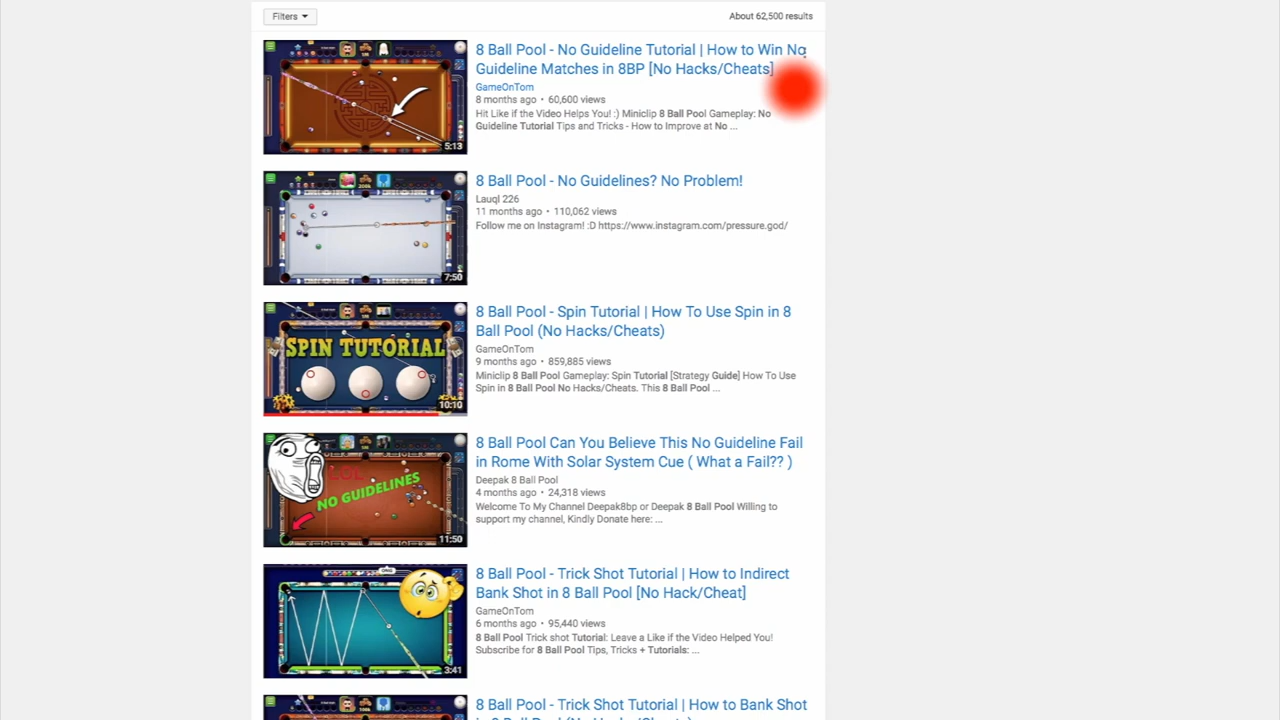 Filters
About 62,500 results
8 Ball Pool - No Guideline Tutorial | How to Win No
Guideline Matches in 8BP [No Hacks/Cheats]
GameOnTom
8 months ago • 60,600 views
Hit Like if the Video Helps You! :) Miniclip 8 Ball Pool Gameplay: No
Guideline Tutorial Tips and Tricks - How to Improve at No ...
5:13
8 Ball Pool - No Guidelines? No Problem!
Lauql 226
11 months ago • 110,062 views
Follow me on Instagram! :D https://www.instagram.com/pressure.god/
7:50
8 Ball Pool - Spin Tutorial | How To Use Spin in 8
Ball Pool (No Hacks/Cheats)
GameOnTom
9 months ago • 859,885 views
Miniclip 8 Ball Pool Gameplay: Spin Tutorial [Strategy Guide] How To Use
Spin in 8 Ball Pool No Hacks/Cheats. This 8 Ball Pool ...
SPIN TUTORIAL
10:10
8 Ball Pool Can You Believe This No Guideline Fail
in Rome With Solar System Cue ( What a Fail?? )
Deepak 8 Ball Pool
4 months ago • 24,318 views
Welcome To My Channel Deepak8bp or Deepak 8 Ball Pool Willing to
support my channel, Kindly Donate here: ...
LOL
NO GUIDELINES
11:50
8 Ball Pool - Trick Shot Tutorial | How to Indirect
Bank Shot in 8 Ball Pool [No Hack/Cheat]
GameOnTom
6 months ago • 95,440 views
8 Ball Pool Trick shot Tutorial: Leave a Like if the Video Helped You!
Subscribe for 8 Ball Pool Tips, Tricks + Tutorials: ...
3:41
8 Ball Pool - Trick Shot Tutorial | How to Bank Shot
in 8 Ball Pool (No Hacks/Cheats)